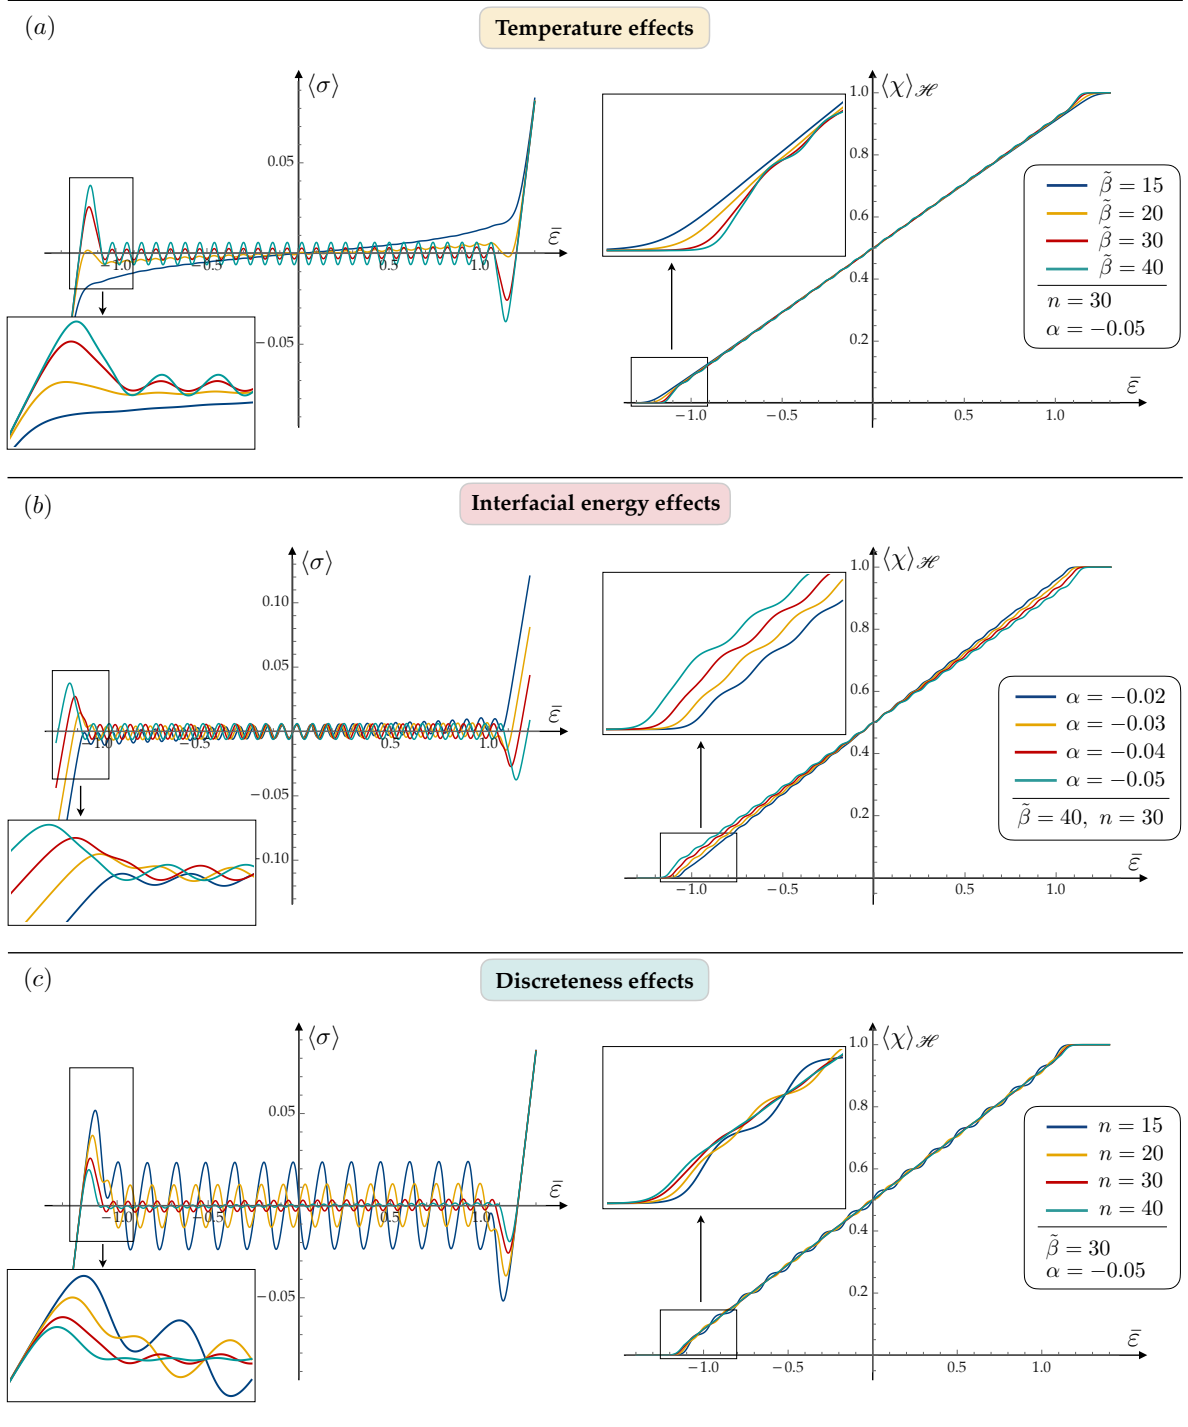 (a)
Temperature effects
⟨σ⟩
0.05
−0.05
−1.0
−0.5
0.5
1.0
ε̄
⟨χ⟩ℋ
1.0
0.8
0.6
0.4
0.2
−1.0
−0.5
0.5
1.0
ε̄
β̃ = 15
β̃ = 20
β̃ = 30
β̃ = 40
n = 30
α = −0.05
(b)
Interfacial energy effects
⟨σ⟩
0.10
0.05
−0.05
−0.10
−1.0
−0.5
0.5
1.0
ε̄
⟨χ⟩ℋ
1.0
0.8
0.6
0.4
0.2
−1.0
−0.5
0.5
1.0
ε̄
α = −0.02
α = −0.03
α = −0.04
α = −0.05
β̃ = 40, n = 30
(c)
Discreteness effects
⟨σ⟩
0.05
−0.05
−1.0
−0.5
0.5
1.0
ε̄
⟨χ⟩ℋ
1.0
0.8
0.6
0.4
0.2
−1.0
−0.5
0.5
1.0
ε̄
n = 15
n = 20
n = 30
n = 40
β̃ = 30
α = −0.05